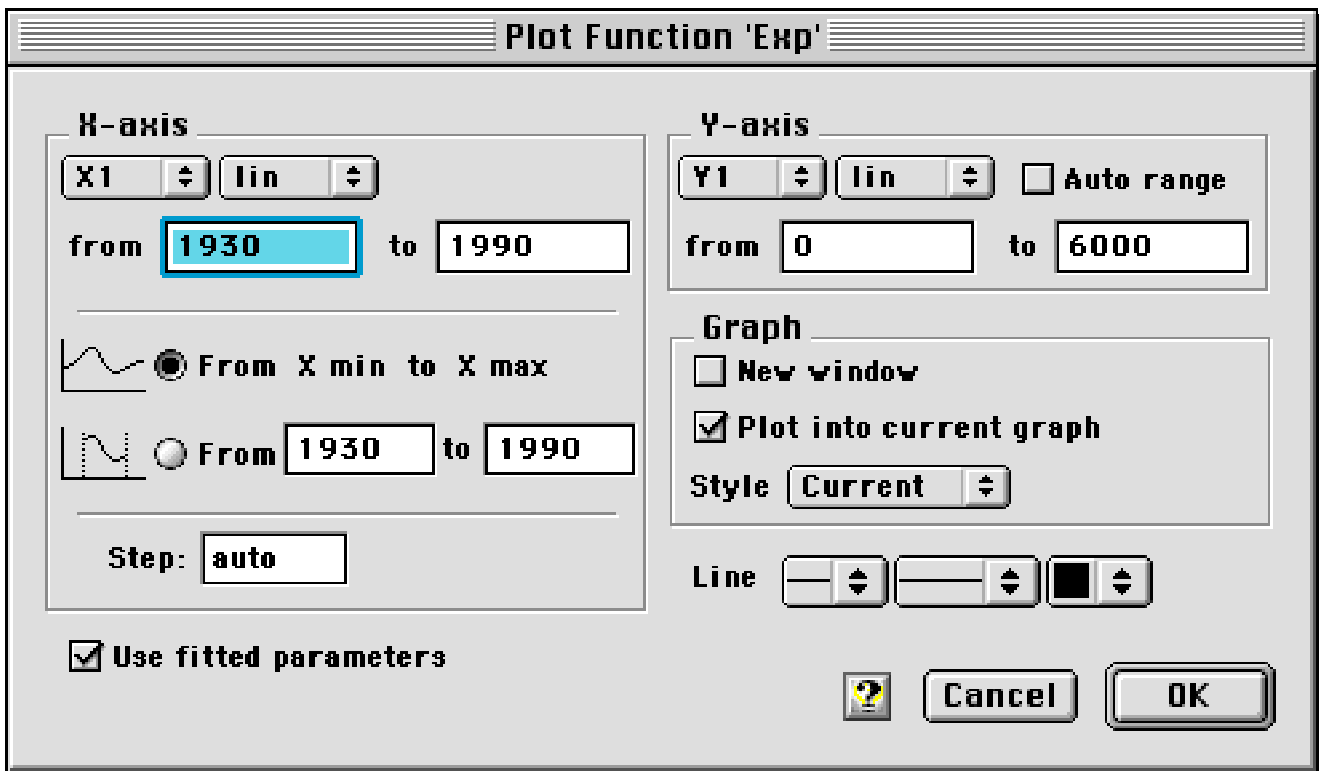 Plot Function 'Exp'
X-axis
X1 lin
from 1930 to 1990
From X min to X max
From 1930 to 1990
Step: auto
Use fitted parameters
Y-axis
Y1 lin Auto range
from 0 to 6000
Graph
New window
Plot into current graph
Style Current
Line
? Cancel OK